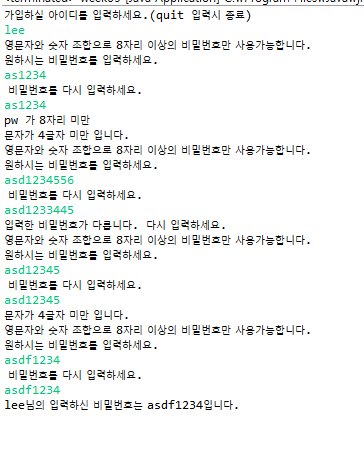 가입하실 아이디를 입력하세요.(quit 입력시 종료)
lee
영문자와 숫자 조합으로 8자리 이상의 비밀번호만 사용가능합니다.
원하시는 비밀번호를 입력하세요.
as1234
비밀번호를 다시 입력하세요.
as1234
pw 가 8자리 미만
문자가 4글자 미만 입니다.
영문자와 숫자 조합으로 8자리 이상의 비밀번호만 사용가능합니다.
원하시는 비밀번호를 입력하세요.
asd1234556
비밀번호를 다시 입력하세요.
asd1233445
입력한 비밀번호가 다릅니다. 다시 입력하세요.
영문자와 숫자 조합으로 8자리 이상의 비밀번호만 사용가능합니다.
원하시는 비밀번호를 입력하세요.
asd12345
비밀번호를 다시 입력하세요.
asd12345
문자가 4글자 미만 입니다.
영문자와 숫자 조합으로 8자리 이상의 비밀번호만 사용가능합니다.
원하시는 비밀번호를 입력하세요.
asdf1234
비밀번호를 다시 입력하세요.
asdf1234
lee님의 입력하신 비밀번호는 asdf1234입니다.